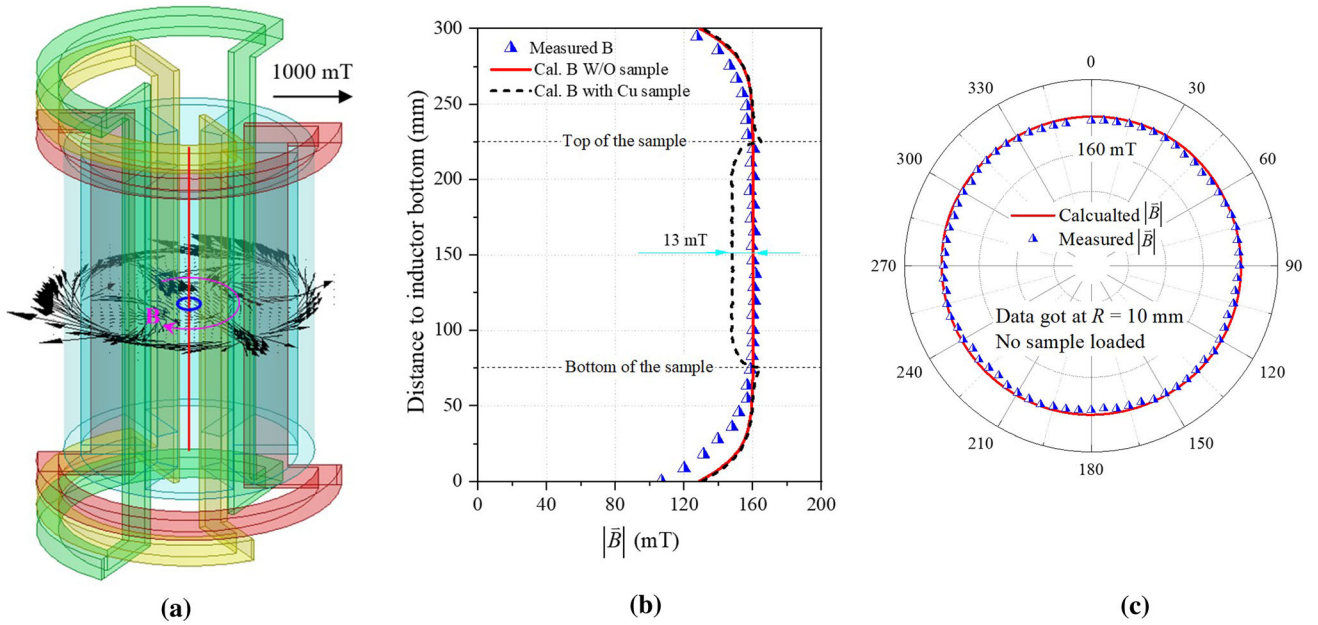 1000 mT
B
(a)
300
250
200
150
100
50
0
Distance to inductor bottom (mm)
Measured B
Cal. B W/O sample
Cal. B with Cu sample
Top of the sample
13 mT
Bottom of the sample
0 40 80 120 160 200
|B⃗| (mT)
(b)
0
330 30
300 60
270 90
240 120
210 150
180
160 mT
Calcualted |B⃗|
Measured |B⃗|
Data got at R = 10 mm
No sample loaded
(c)